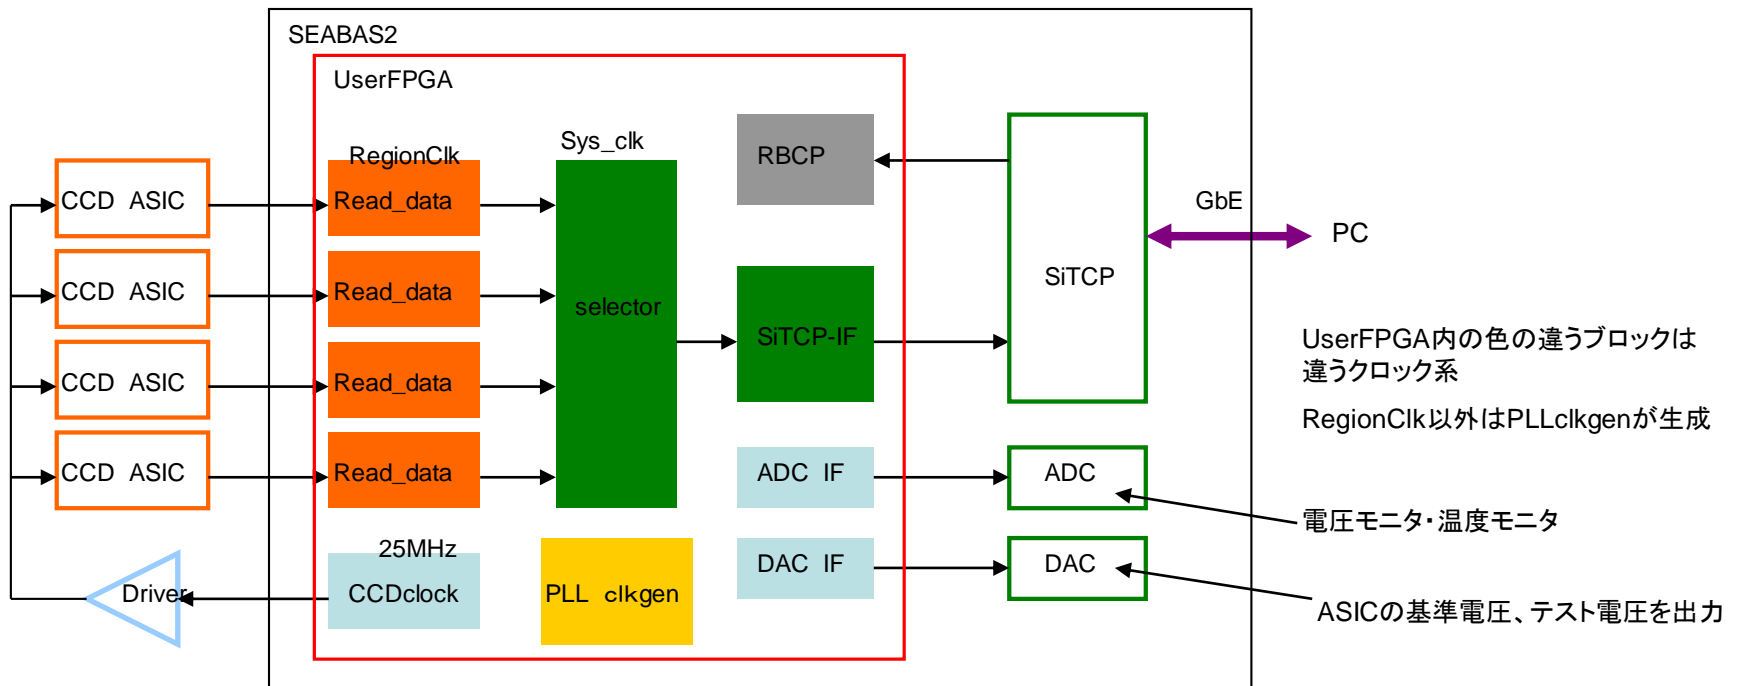 SEABAS2
UserFPGA
RegionClk
Sys_clk
CCD ASIC
Read_data
RBCP
GbE
PC
CCD ASIC
Read_data
selector
SiTCP-IF
SiTCP
CCD ASIC
Read_data
UserFPGA内の色の違うブロックは
違うクロック系
RegionClk以外はPLLclkgenが生成
CCD ASIC
Read_data
ADC IF
ADC
電圧モニタ・温度モニタ
25MHz
CCDclock
Driver
PLL clkgen
DAC IF
DAC
ASICの基準電圧、テスト電圧を出力